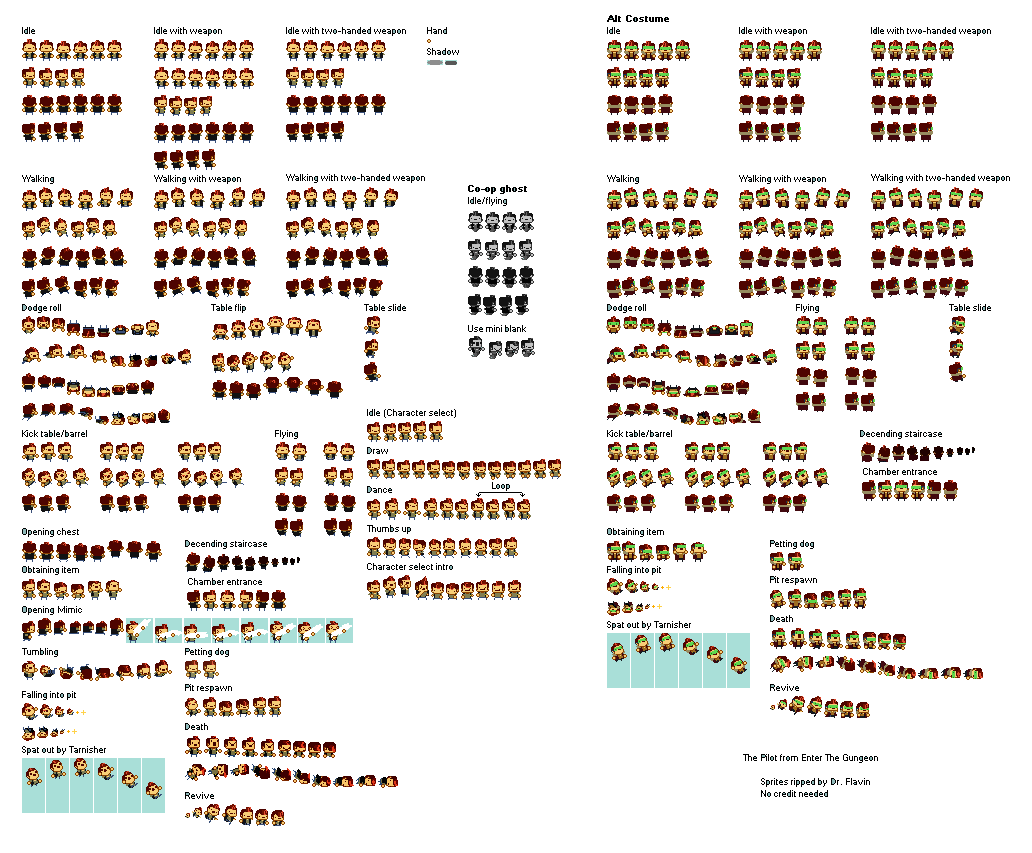 Idle
Idle with weapon
Idle with two-handed weapon
Hand
Shadow
Walking
Walking with weapon
Walking with two-handed weapon
Co-op ghost
Idle/flying
Use mini blank
Dodge roll
Table flip
Table slide
Idle (Character select)
Kick table/barrel
Flying
Draw
Dance
Loop
Thumbs up
Character select intro
Opening chest
Decending staircase
Obtaining item
Chamber entrance
Opening Mimic
Tumbling
Petting dog
Falling into pit
Pit respawn
Death
Spat out by Tarnisher
Revive
Alt Costume
Idle
Idle with weapon
Idle with two-handed weapon
Walking
Walking with weapon
Walking with two-handed weapon
Dodge roll
Flying
Table slide
Kick table/barrel
Decending staircase
Chamber entrance
Obtaining item
Petting dog
Falling into pit
Pit respawn
Spat out by Tarnisher
Death
Revive
The Pilot from Enter The Gungeon
Sprites ripped by Dr. Flavin
No credit needed